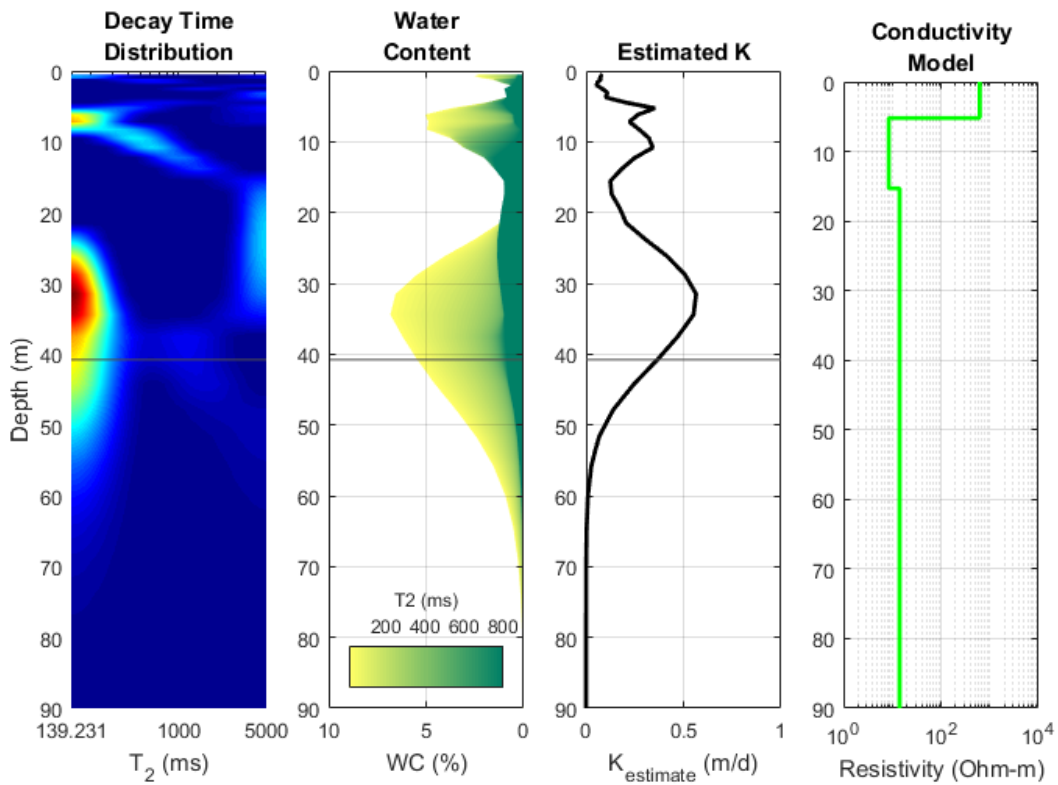 Decay Time
Distribution
Water
Content
Estimated K
Conductivity
Model
0
10
20
30
40
50
60
70
80
90
Depth (m)
139.231 1000 5000
T2 (ms)
0
10
20
30
40
50
60
70
80
90
T2 (ms)
200 400 600 800
10 5 0
WC (%)
0
10
20
30
40
50
60
70
80
90
0 0.5 1
Kestimate (m/d)
0
10
20
30
40
50
60
70
80
90
10^0 10^2 10^4
Resistivity (Ohm-m)